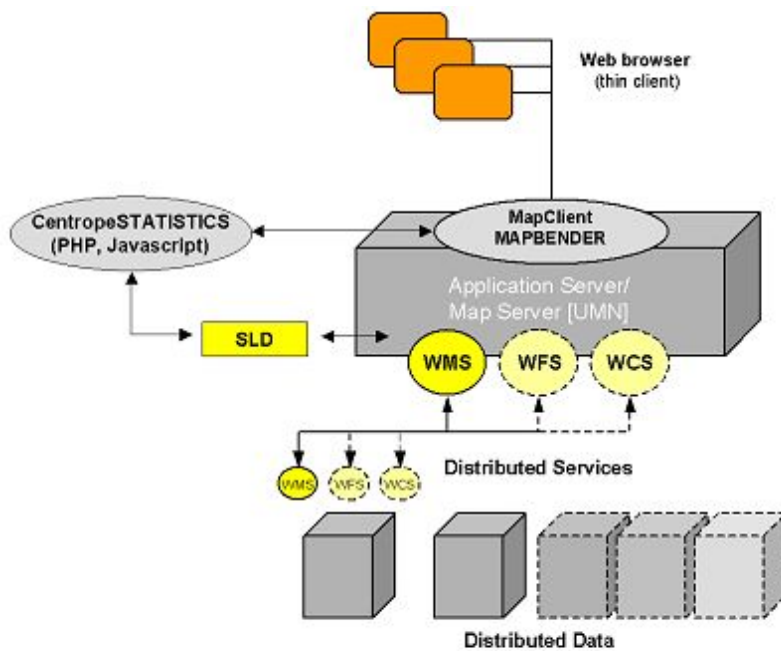 Web browser
(thin client)
CentropeSTATISTICS
(PHP, Javascript)
MapClient
MAPBENDER
Application Server/
Map Server [UMN]
SLD
WMS
WFS
WCS
WMS
WFS
WCS
Distributed Services
Distributed Data